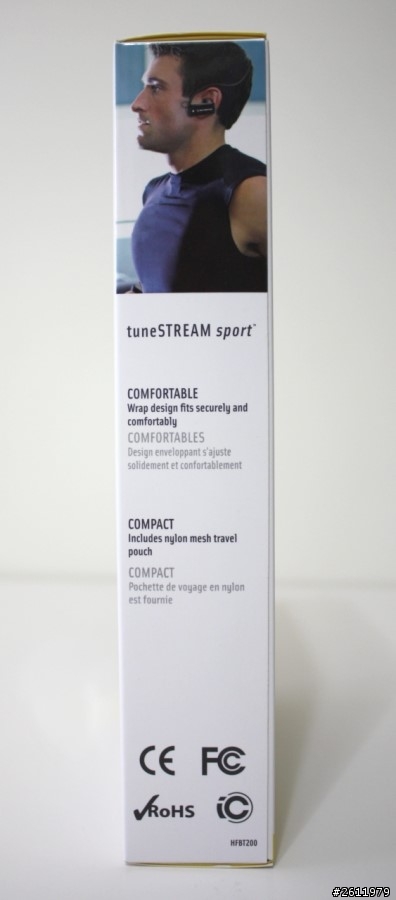 tuneSTREAM sport™
COMFORTABLE
Wrap design fits securely and
comfortably
COMFORTABLES
Design enveloppant s'ajuste
solidement et confortablement
COMPACT
Includes nylon mesh travel
pouch
COMPACT
Pochette de voyage en nylon
est fournie
CE FC
RoHS iC
HFBT200
#2611979